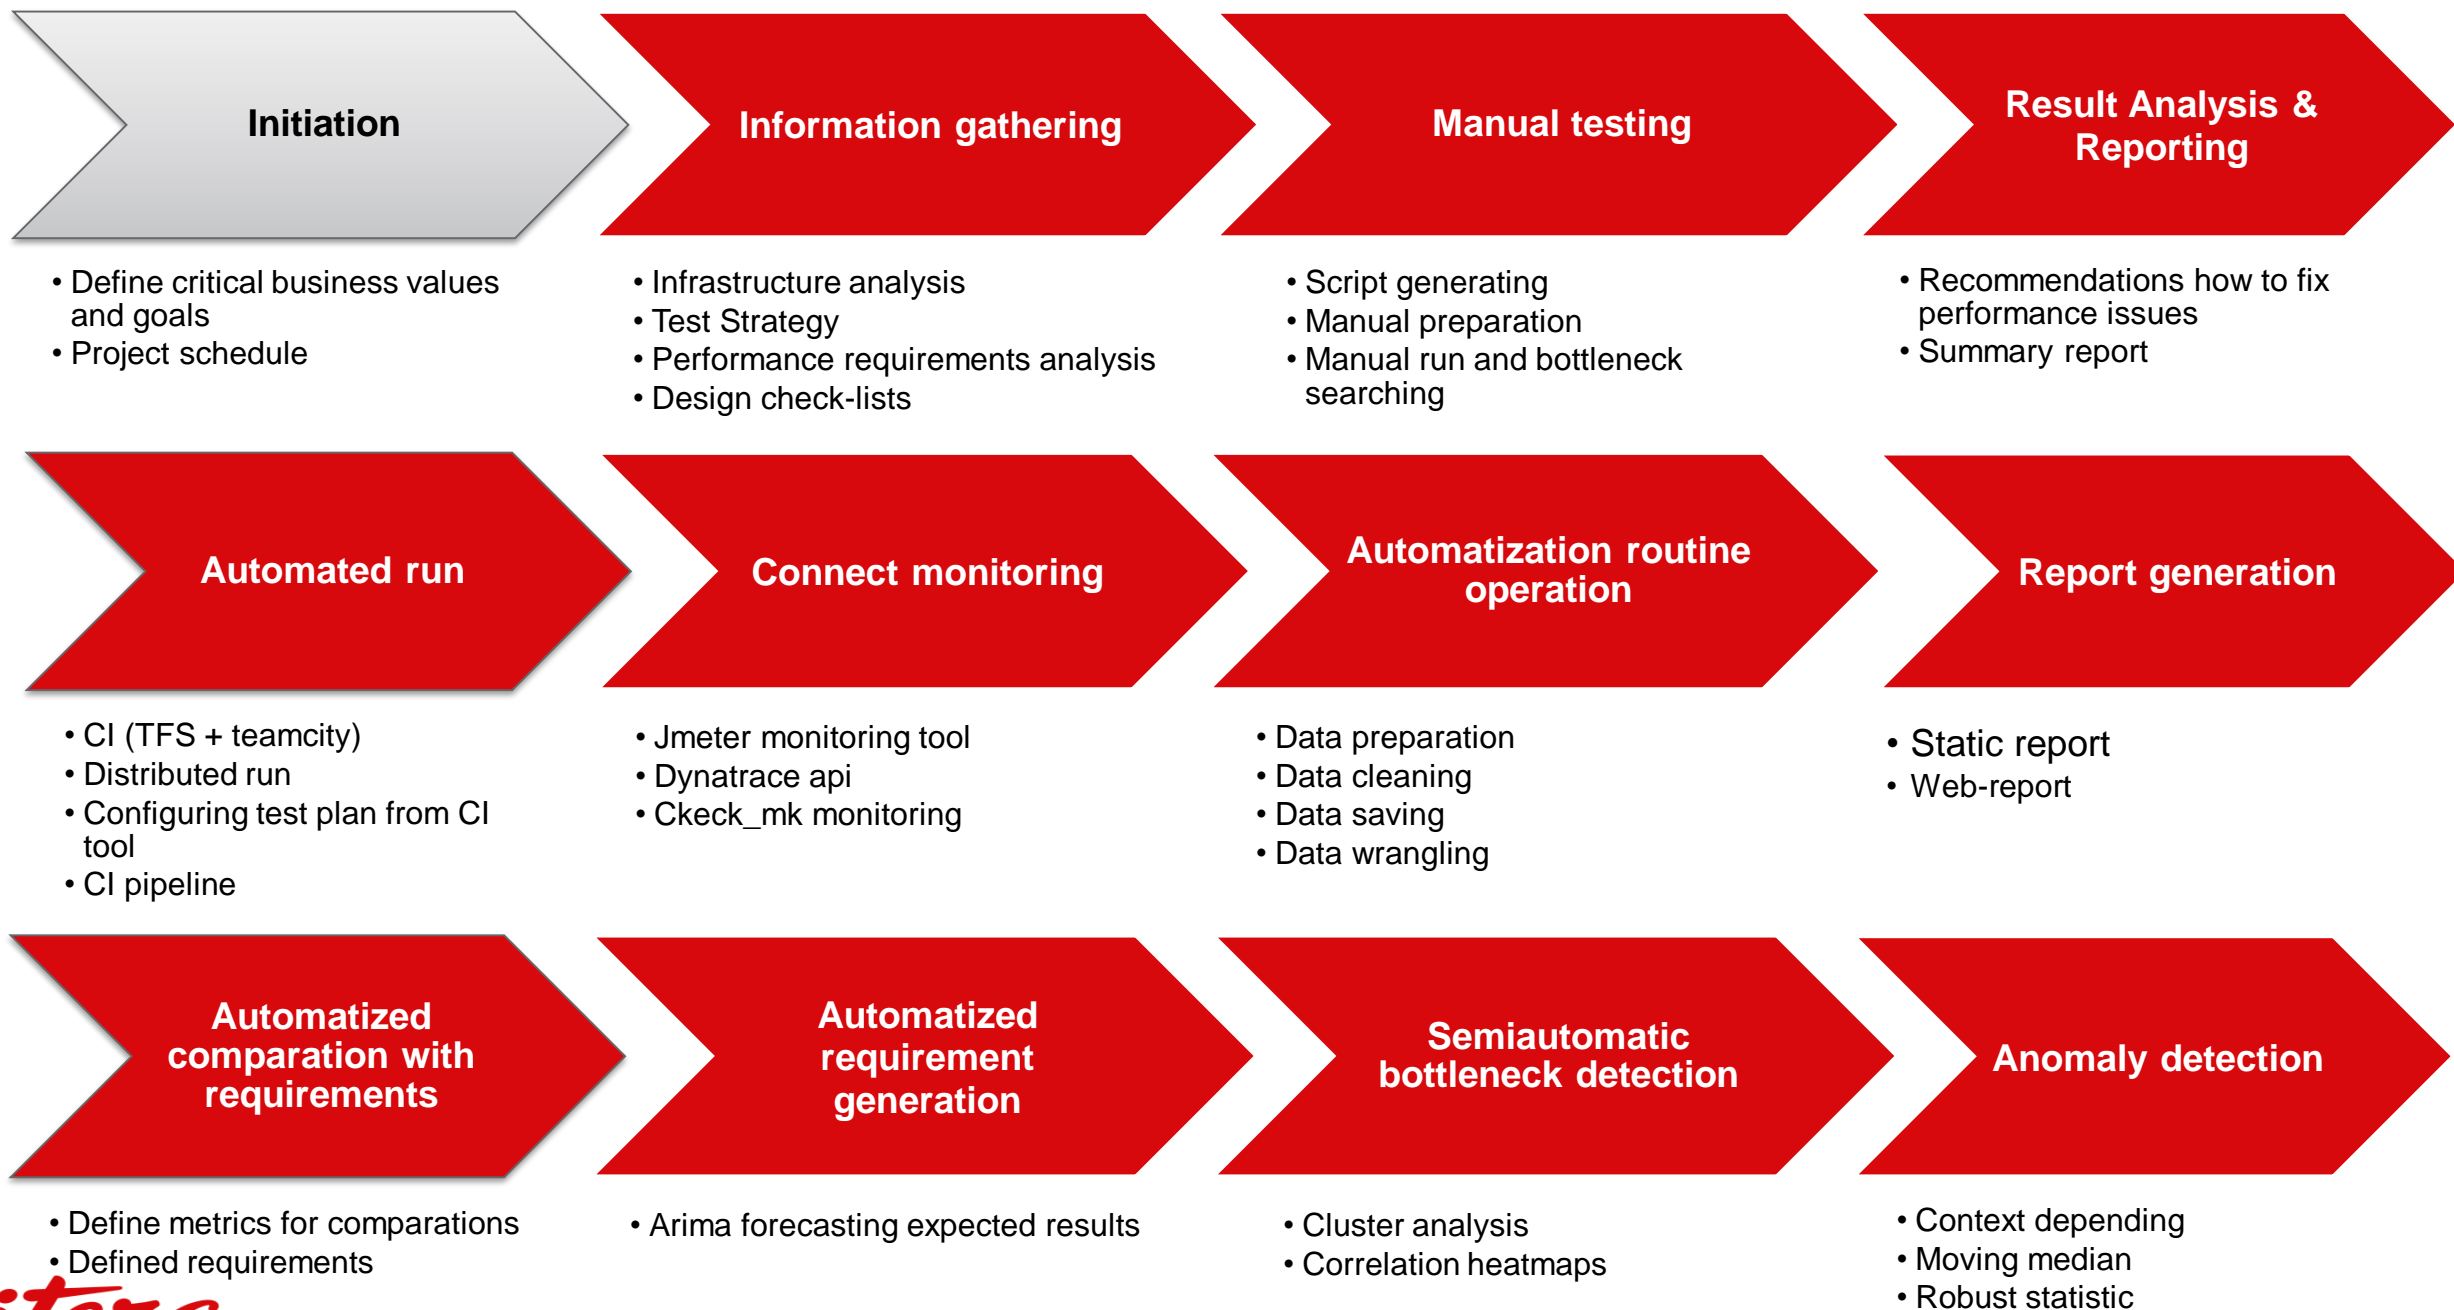 Initiation
Information gathering
Manual testing
Result Analysis &
Reporting
• Define critical business values
and goals
• Project schedule
• Infrastructure analysis
• Test Strategy
• Performance requirements analysis
• Design check-lists
• Script generating
• Manual preparation
• Manual run and bottleneck
searching
• Recommendations how to fix
performance issues
• Summary report
Automated run
Connect monitoring
Automatization routine
operation
Report generation
• CI (TFS + teamcity)
• Distributed run
• Configuring test plan from CI
tool
• CI pipeline
• Jmeter monitoring tool
• Dynatrace api
• Ckeck_mk monitoring
• Data preparation
• Data cleaning
• Data saving
• Data wrangling
• Static report
• Web-report
Automatized
comparation with
requirements
Automatized
requirement
generation
Semiautomatic
bottleneck detection
Anomaly detection
• Define metrics for comparations
• Defined requirements
• Arima forecasting expected results
• Cluster analysis
• Correlation heatmaps
• Context depending
• Moving median
• Robust statistic